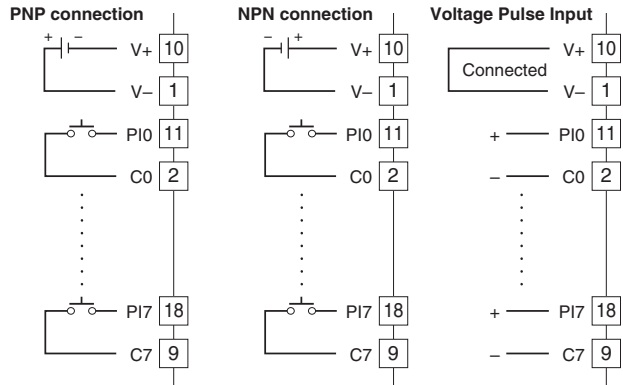 PNP connection
+ − V+ 10
V− 1
PI0 11
C0 2
PI7 18
C7 9
NPN connection
− + V+ 10
V− 1
PI0 11
C0 2
PI7 18
C7 9
Voltage Pulse Input
V+ 10
Connected
V− 1
+ PI0 11
− C0 2
+ PI7 18
− C7 9